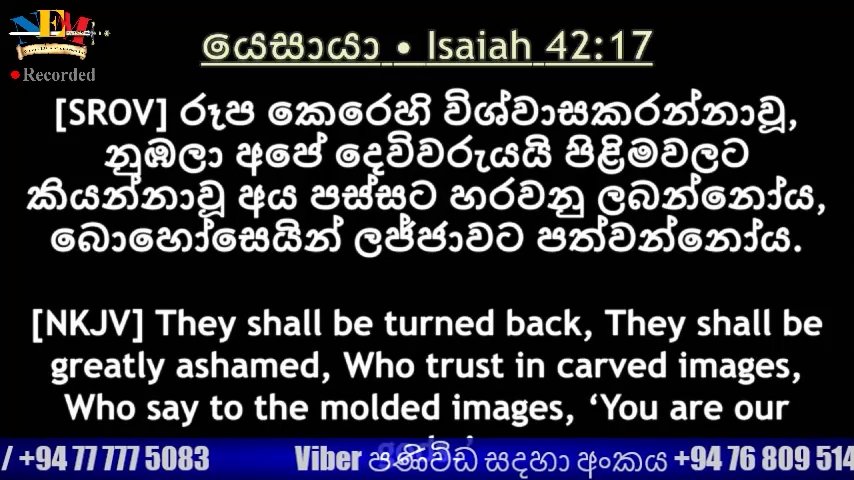 NEM
Recorded
යෙසායා • Isaiah 42:17
[SROV] රූප කෙරෙහි විශ්වාසකරන්නාවූ,
නුඹලා අපේ දෙවිවරුයයි පිළිමවලට
කියන්නාවූ අය පස්සට හරවනු ලබන්නෝය,
බොහෝසෙයින් ලජ්ජාවට පත්වන්නෝය.
[NKJV] They shall be turned back, They shall be
greatly ashamed, Who trust in carved images,
Who say to the molded images, ‘You are our
/ +94 77 777 5083 Viber පණිවිඩ සදහා අංකය +94 76 809 514